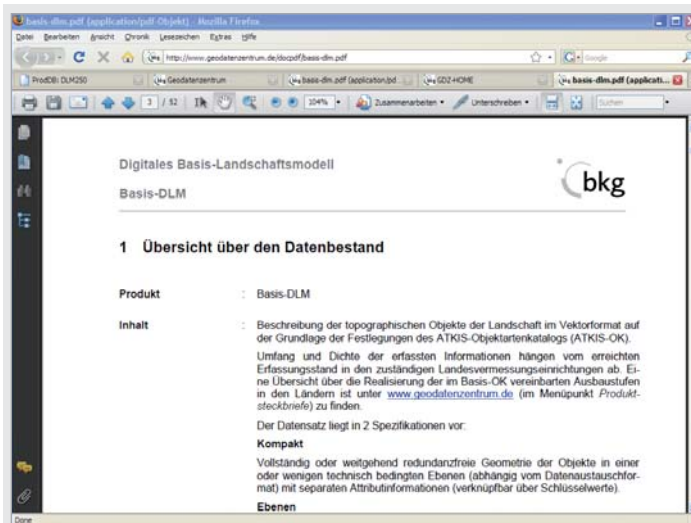 basis-dlm.pdf (application/pdf-Objekt) - Mozilla Firefox
Datei Bearbeiten Ansicht Chronik Lesezeichen Extras Hilfe
http://www.geodatenzentrum.de/docpdf/basis-dlm.pdf Google
ProdDB: DLM250 Geodatenzentrum basis-dlm.pdf (application/pd... GDZ-HOME basis-dlm.pdf (applicati...
3 / 52 104% Zusammenarbeiten Unterschreiben Suchen
Digitales Basis-Landschaftsmodell
Basis-DLM
bkg
1 Übersicht über den Datenbestand
Produkt : Basis-DLM
Inhalt : Beschreibung der topographischen Objekte der Landschaft im Vektorformat auf
der Grundlage der Festlegungen des ATKIS-Objektartenkatalogs (ATKIS-OK).
Umfang und Dichte der erfassten Informationen hängen vom erreichten
Erfassungsstand in den zuständigen Landesvermessungseinrichtungen ab. Ei-
ne Übersicht über die Realisierung der im Basis-OK vereinbarten Ausbaustufen
in den Ländern ist unter www.geodatenzentrum.de (im Menüpunkt Produkt-
steckbriefe) zu finden.
Der Datensatz liegt in 2 Spezifikationen vor:
Kompakt
Vollständig oder weitgehend redundanzfreie Geometrie der Objekte in einer
oder wenigen technisch bedingten Ebenen (abhängig vom Datenaustauschfor-
mat) mit separaten Attributinformationen (verknüpfbar über Schlüsselwerte).
Ebenen
Done